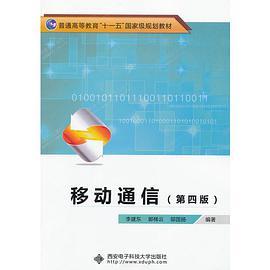 普通高等教育"十一五"国家级规划教材
移动通信（第四版）
李建东 郭梯云 邬国扬 编著
西安电子科技大学出版社
http://www.xduph.com